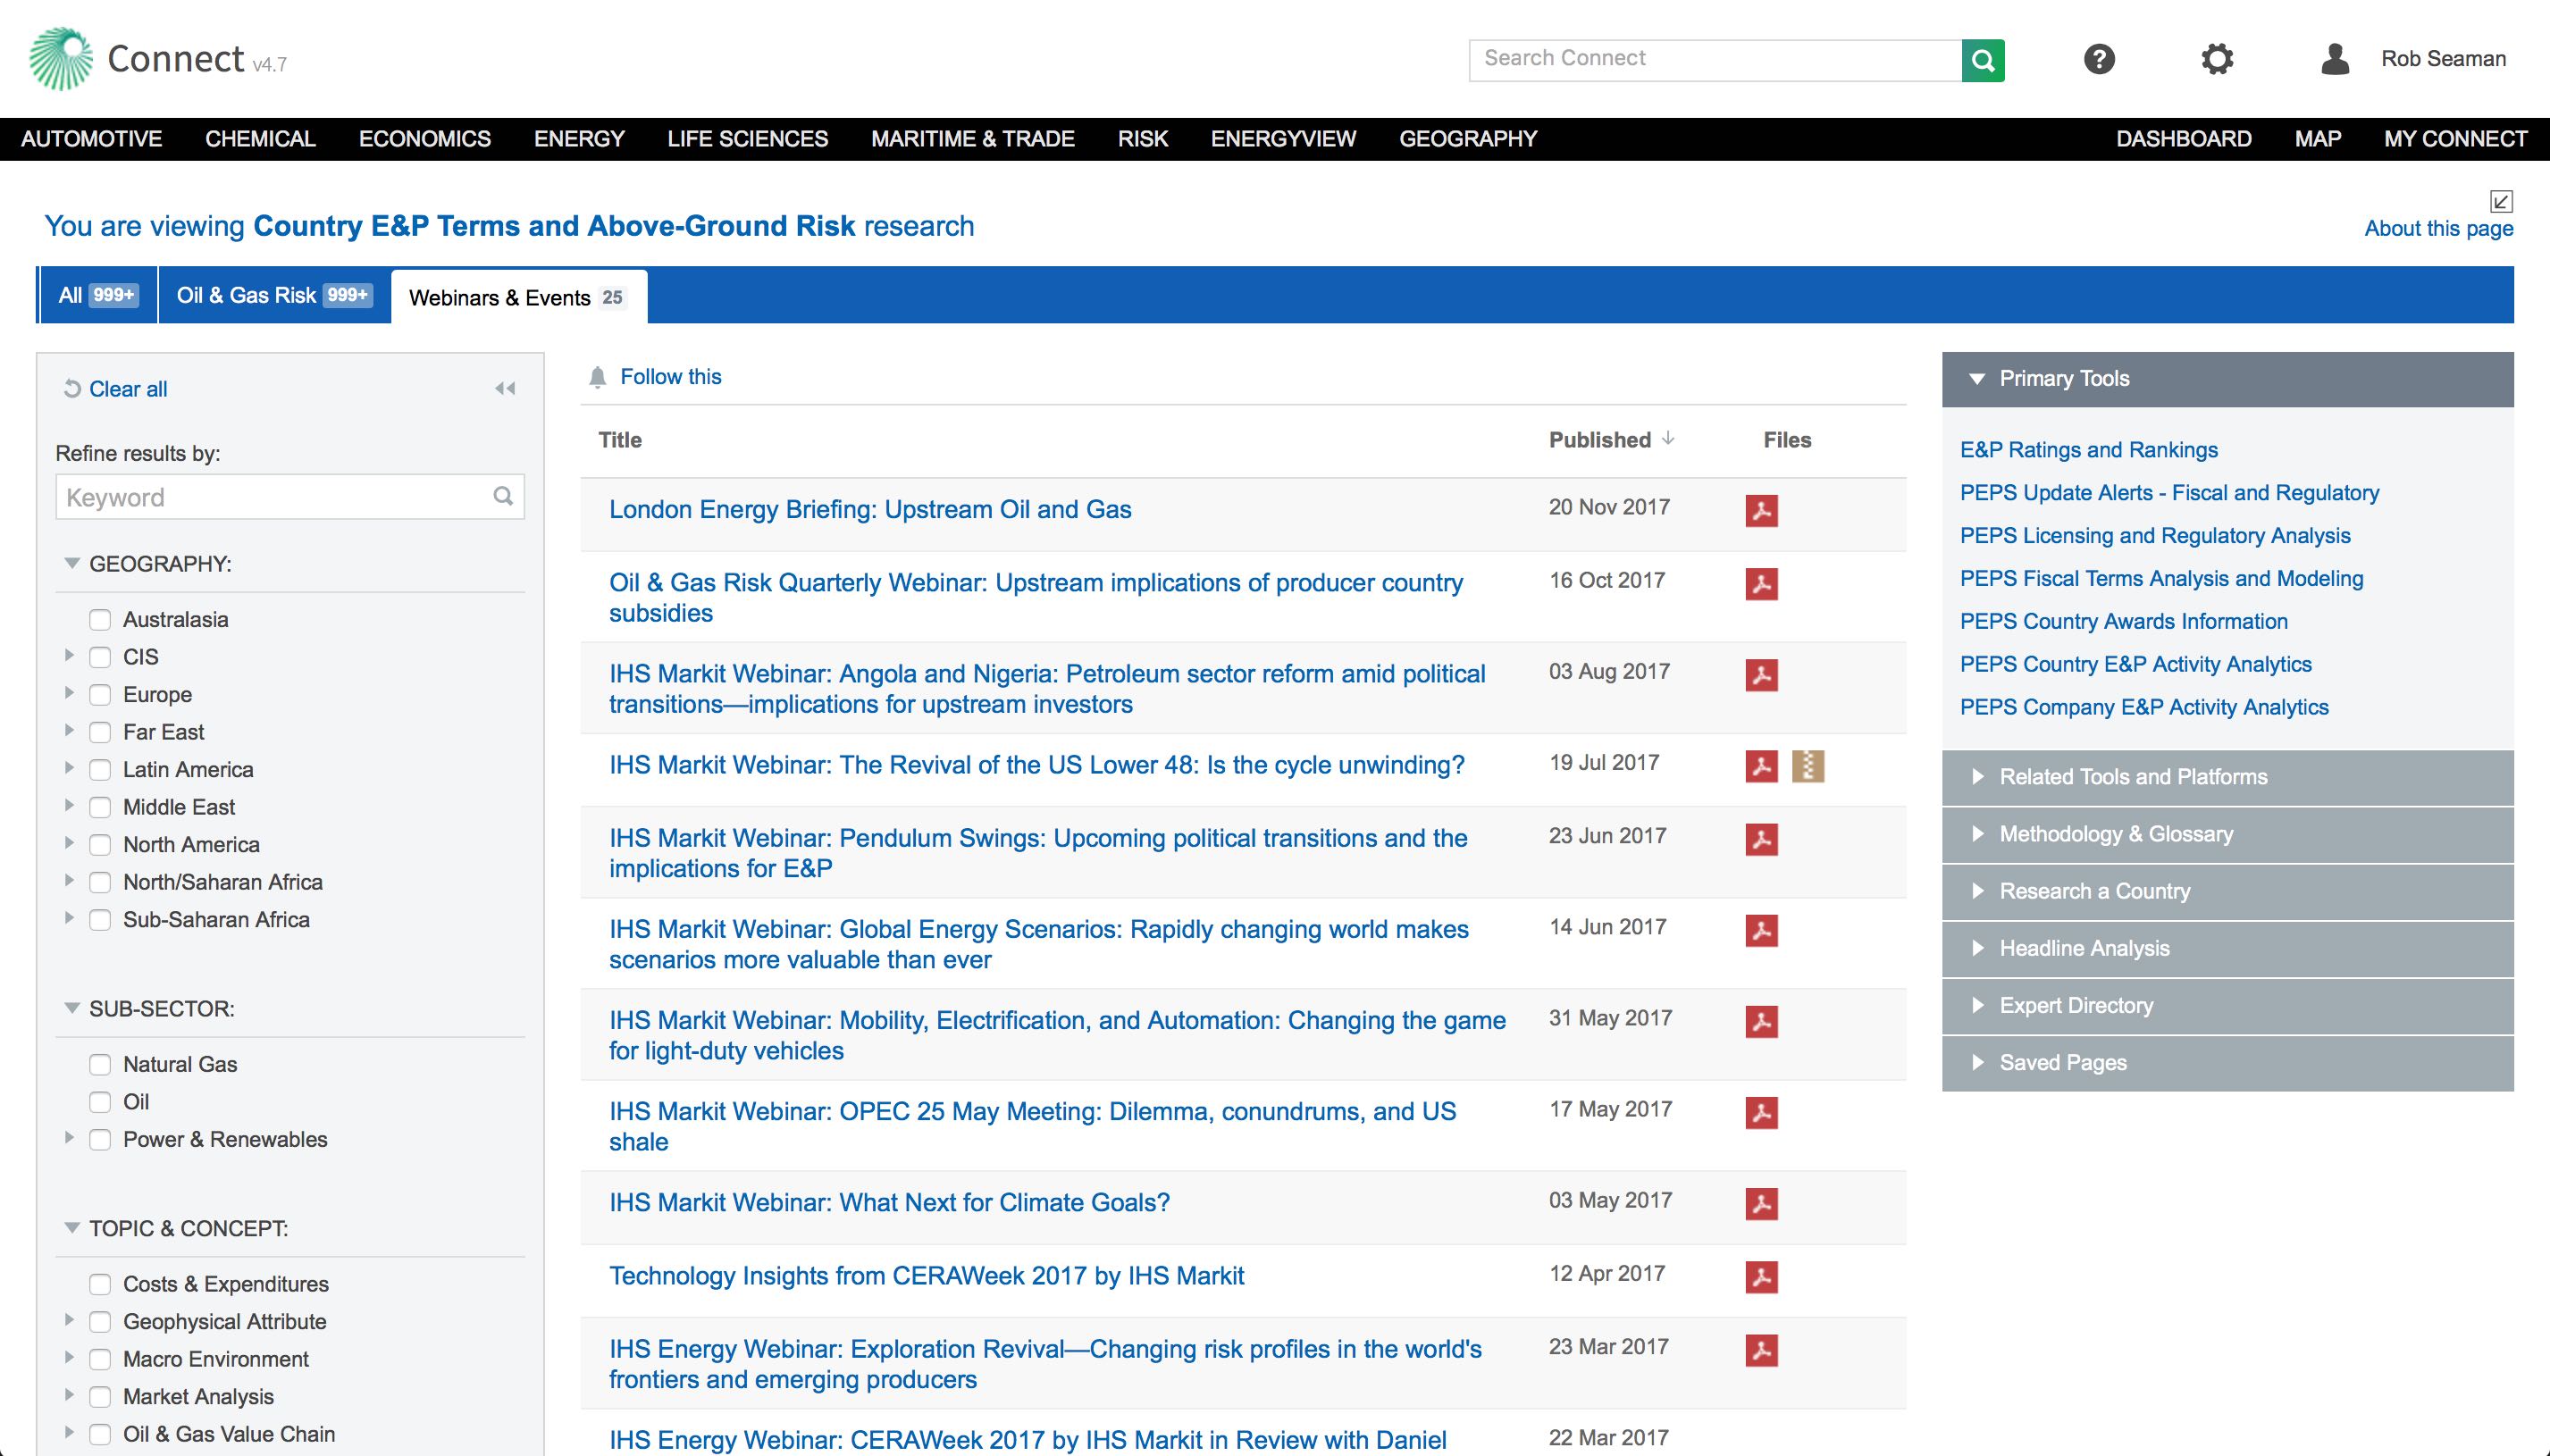 Connect v4.7
Search Connect
Rob Seaman
AUTOMOTIVE CHEMICAL ECONOMICS ENERGY LIFE SCIENCES MARITIME & TRADE RISK ENERGYVIEW GEOGRAPHY DASHBOARD MAP MY CONNECT
You are viewing Country E&P Terms and Above-Ground Risk research
About this page
All 999+ Oil & Gas Risk 999+ Webinars & Events 25
Clear all
Refine results by:
Keyword
GEOGRAPHY:
Australasia
CIS
Europe
Far East
Latin America
Middle East
North America
North/Saharan Africa
Sub-Saharan Africa
SUB-SECTOR:
Natural Gas
Oil
Power & Renewables
TOPIC & CONCEPT:
Costs & Expenditures
Geophysical Attribute
Macro Environment
Market Analysis
Oil & Gas Value Chain
Follow this
Title Published Files
London Energy Briefing: Upstream Oil and Gas 20 Nov 2017
Oil & Gas Risk Quarterly Webinar: Upstream implications of producer country 16 Oct 2017
subsidies
IHS Markit Webinar: Angola and Nigeria: Petroleum sector reform amid political 03 Aug 2017
transitions—implications for upstream investors
IHS Markit Webinar: The Revival of the US Lower 48: Is the cycle unwinding? 19 Jul 2017
IHS Markit Webinar: Pendulum Swings: Upcoming political transitions and the 23 Jun 2017
implications for E&P
IHS Markit Webinar: Global Energy Scenarios: Rapidly changing world makes 14 Jun 2017
scenarios more valuable than ever
IHS Markit Webinar: Mobility, Electrification, and Automation: Changing the game 31 May 2017
for light-duty vehicles
IHS Markit Webinar: OPEC 25 May Meeting: Dilemma, conundrums, and US 17 May 2017
shale
IHS Markit Webinar: What Next for Climate Goals? 03 May 2017
Technology Insights from CERAWeek 2017 by IHS Markit 12 Apr 2017
IHS Energy Webinar: Exploration Revival—Changing risk profiles in the world's 23 Mar 2017
frontiers and emerging producers
IHS Energy Webinar: CERAWeek 2017 by IHS Markit in Review with Daniel 22 Mar 2017
Primary Tools
E&P Ratings and Rankings
PEPS Update Alerts - Fiscal and Regulatory
PEPS Licensing and Regulatory Analysis
PEPS Fiscal Terms Analysis and Modeling
PEPS Country Awards Information
PEPS Country E&P Activity Analytics
PEPS Company E&P Activity Analytics
Related Tools and Platforms
Methodology & Glossary
Research a Country
Headline Analysis
Expert Directory
Saved Pages